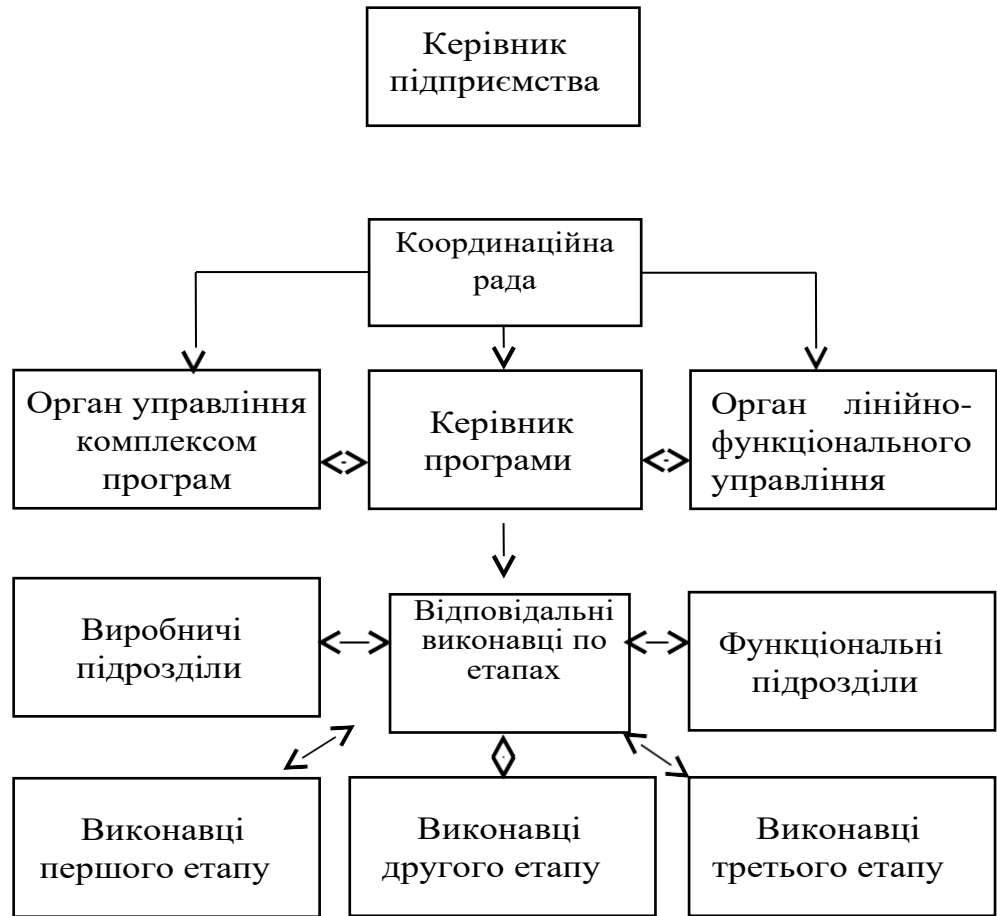 Керівник
підприємства
Координаційна
рада
Орган управління
комплексом
програм
Керівник
програми
Орган лінійно-
функціонального
управління
Виробничі
підрозділи
Відповідальні
виконавці по
етапах
Функціональні
підрозділи
Виконавці
першого етапу
Виконавці
другого етапу
Виконавці
третього етапу